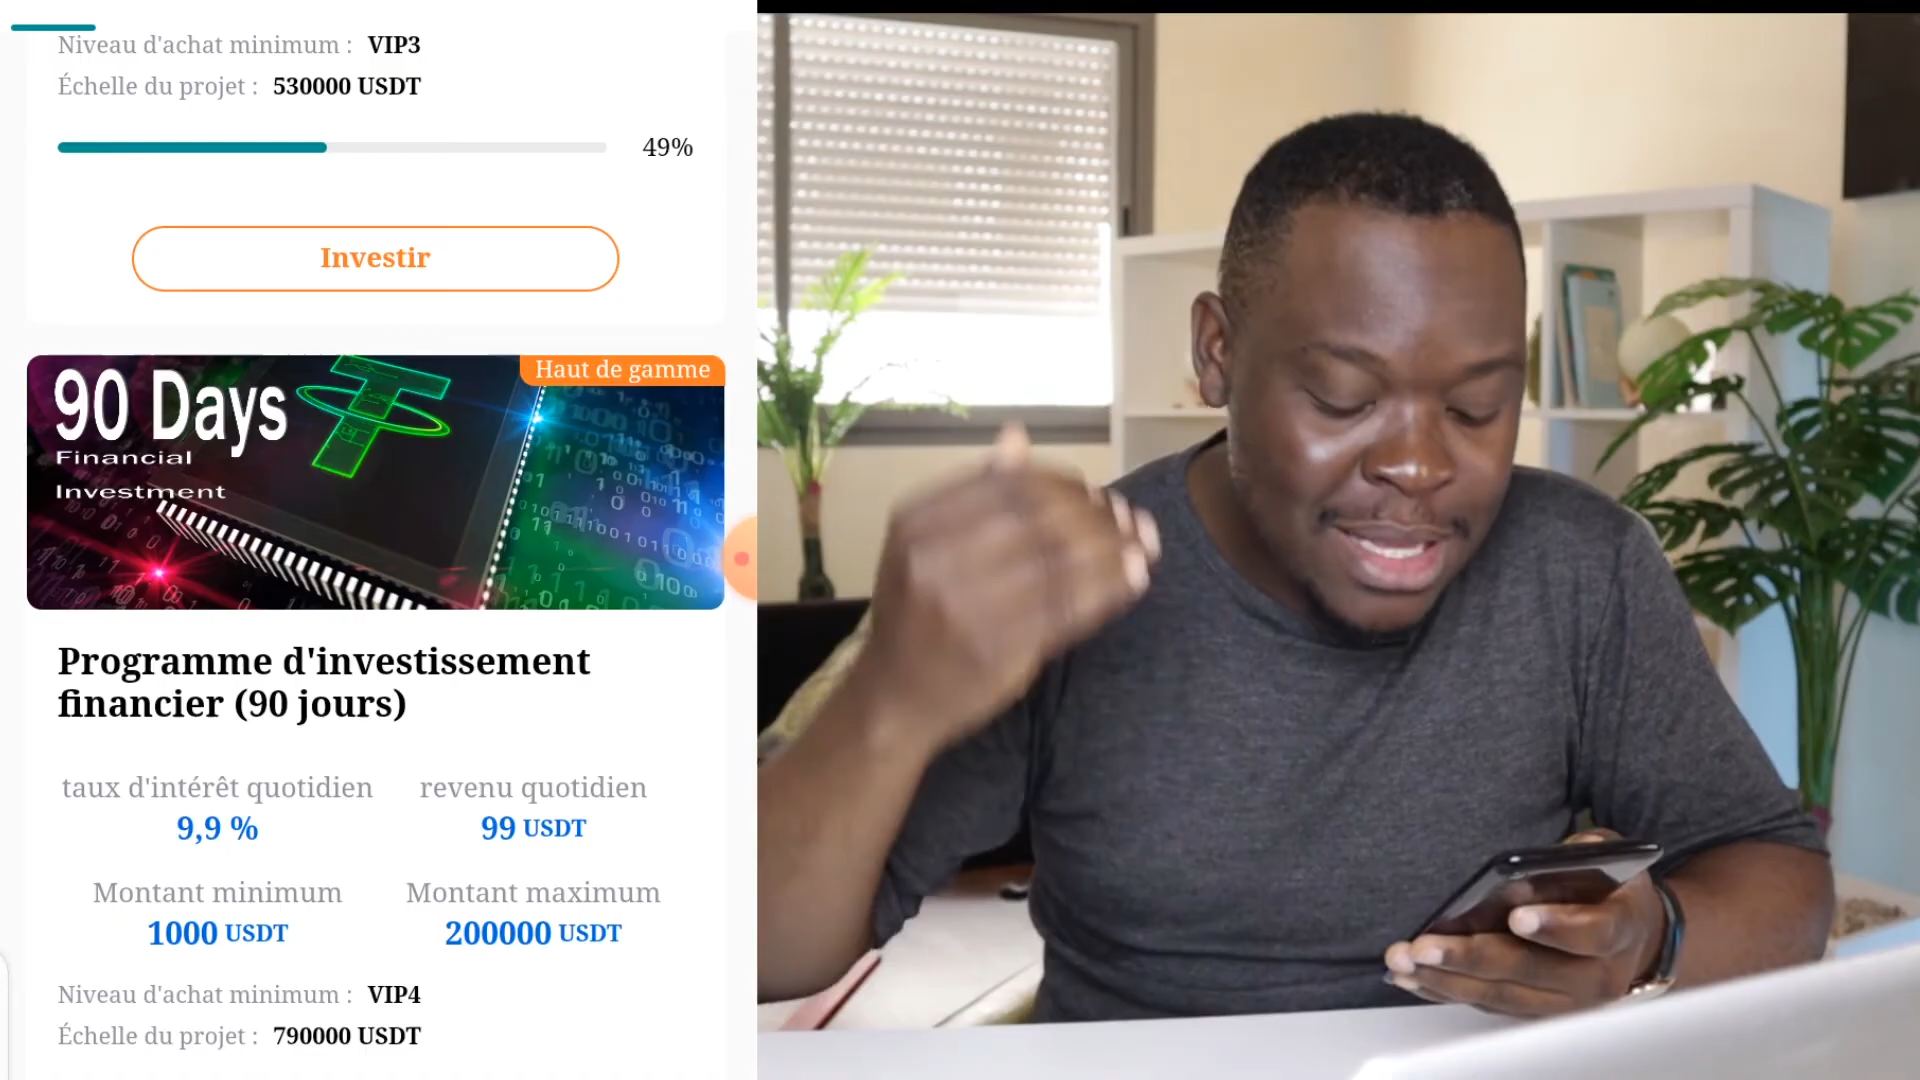 Niveau d'achat minimum : VIP3
Échelle du projet : 530000 USDT
49%
Investir
Haut de gamme
90 Days
Financial
Investment
Programme d'investissement
financier (90 jours)
taux d'intérêt quotidien revenu quotidien
9,9 % 99 USDT
Montant minimum Montant maximum
1000 USDT 200000 USDT
Niveau d'achat minimum : VIP4
Échelle du projet : 790000 USDT